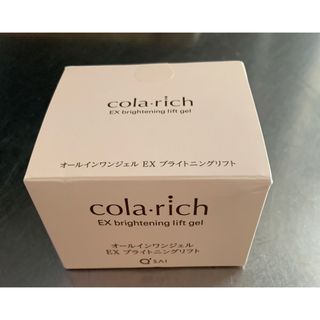 cola·rich
EX brightening lift gel
オールインワンジェル EX ブライトニングリフト
cola·rich
EX brightening lift gel
オールインワンジェル
EX ブライトニングリフト
Q'SAI